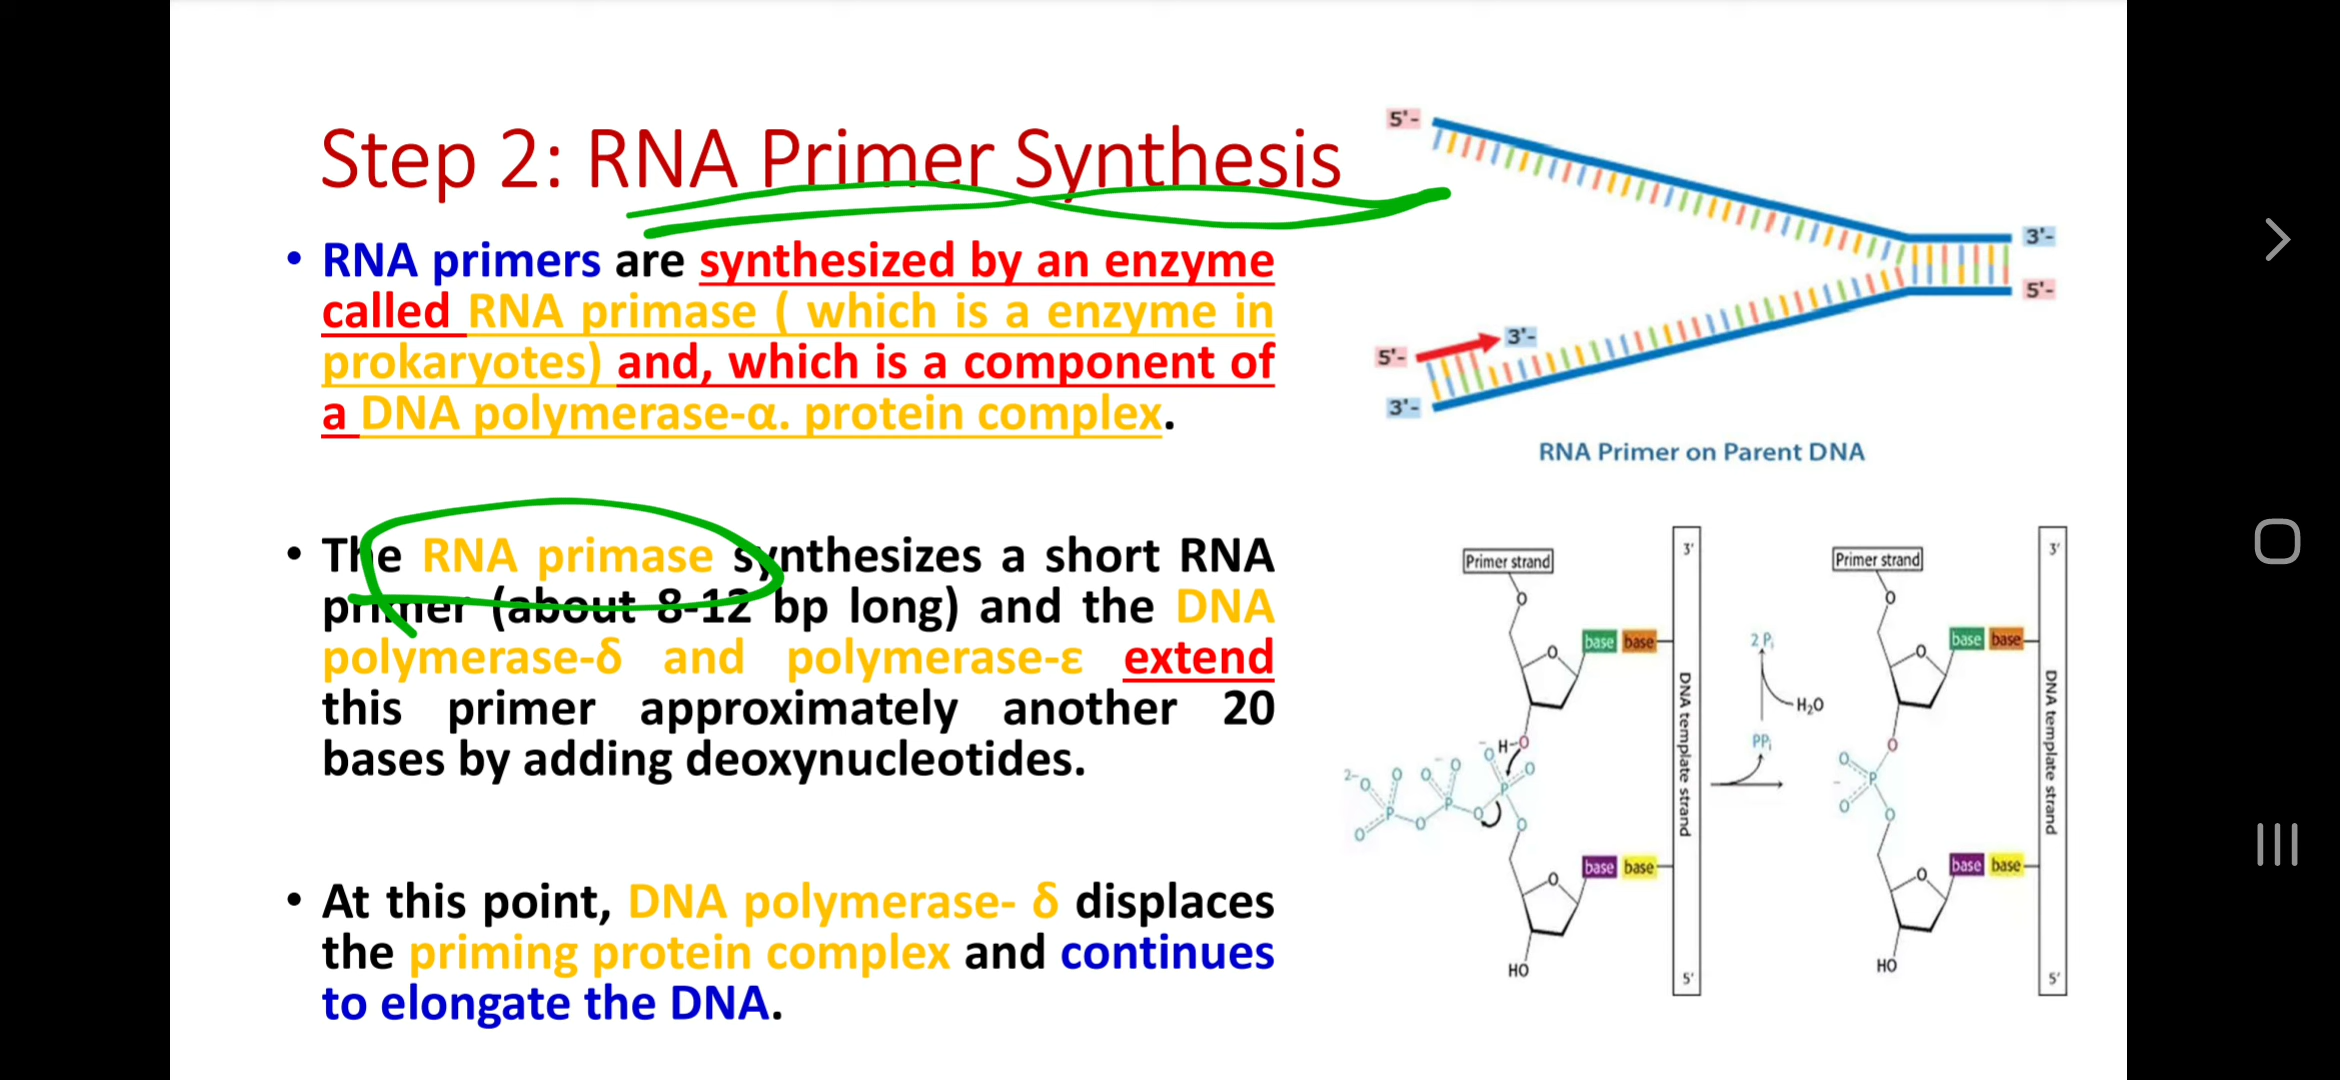 Step 2: RNA Primer Synthesis
• RNA primers are synthesized by an enzyme
called RNA primase ( which is a enzyme in
prokaryotes) and, which is a component of
a DNA polymerase-α. protein complex.
• The RNA primase synthesizes a short RNA
primer (about 8-12 bp long) and the DNA
polymerase-δ and polymerase-ε extend
this primer approximately another 20
bases by adding deoxynucleotides.
• At this point, DNA polymerase- δ displaces
the priming protein complex and continues
to elongate the DNA.
5'-
3'-
5'-
3'-
5'-
3'-
RNA Primer on Parent DNA
Primer strand
3'
O
base base
O
DNA template strand
H-O
-O
O
2-O
O
O
-O
P
P
P
O
O
O
O
O
base base
O
HO
5'
2 Pi
H2O
PPi
Primer strand
3'
O
base base
O
DNA template strand
O
O
P
-
O
O
base base
O
HO
5'